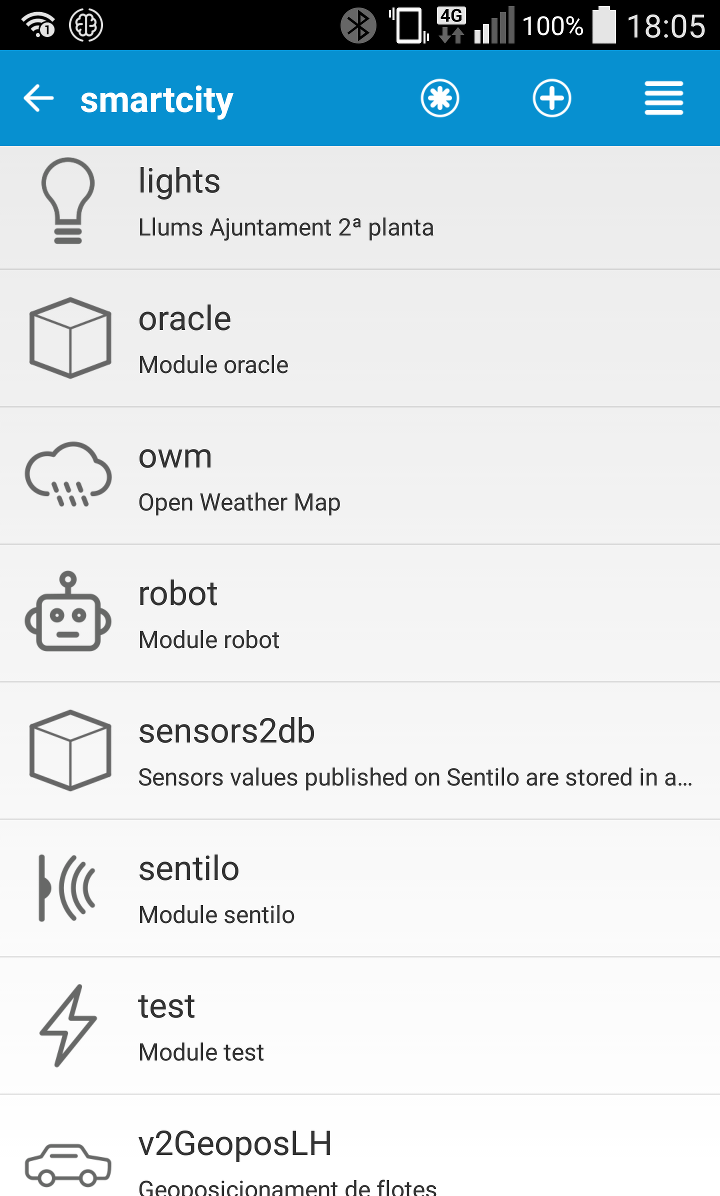 4G 100% 18:05
smartcity
lights
Llums Ajuntament 2ª planta
oracle
Module oracle
owm
Open Weather Map
robot
Module robot
sensors2db
Sensors values published on Sentilo are stored in a...
sentilo
Module sentilo
test
Module test
v2GeoposLH
Geoposicionament de flotes